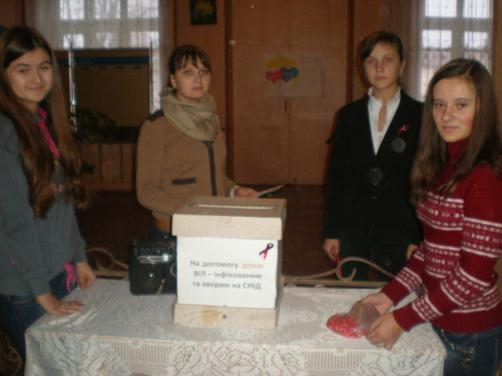 На допомогу дітям
ВІЛ – інфікованим
та хворим на СНІД